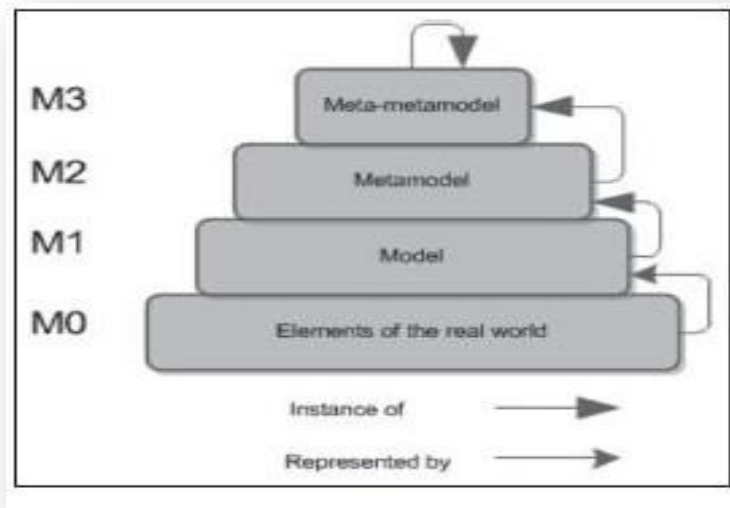 M3
Meta-metamodel
M2
Metamodel
M1
Model
M0
Elements of the real world
Instance of
Represented by